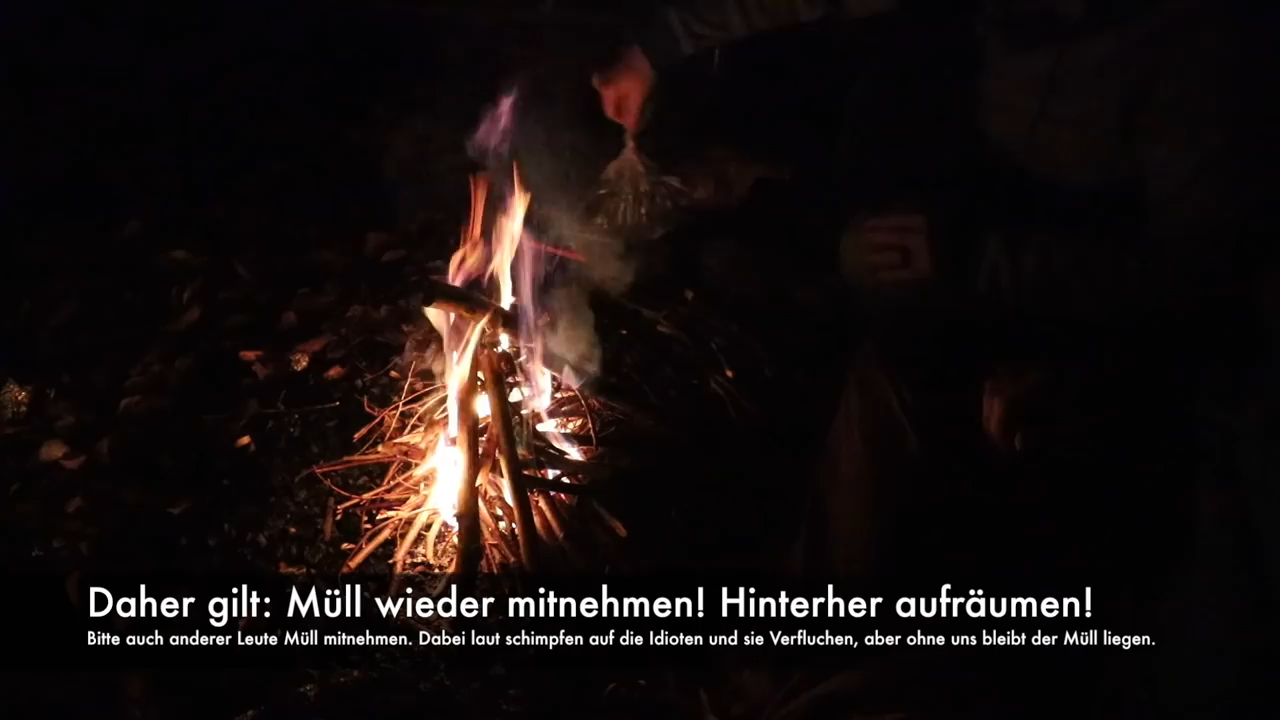 Daher gilt: Müll wieder mitnehmen! Hinterher aufräumen!
Bitte auch anderer Leute Müll mitnehmen. Dabei laut schimpfen auf die Idioten und sie Verfluchen, aber ohne uns bleibt der Müll liegen.